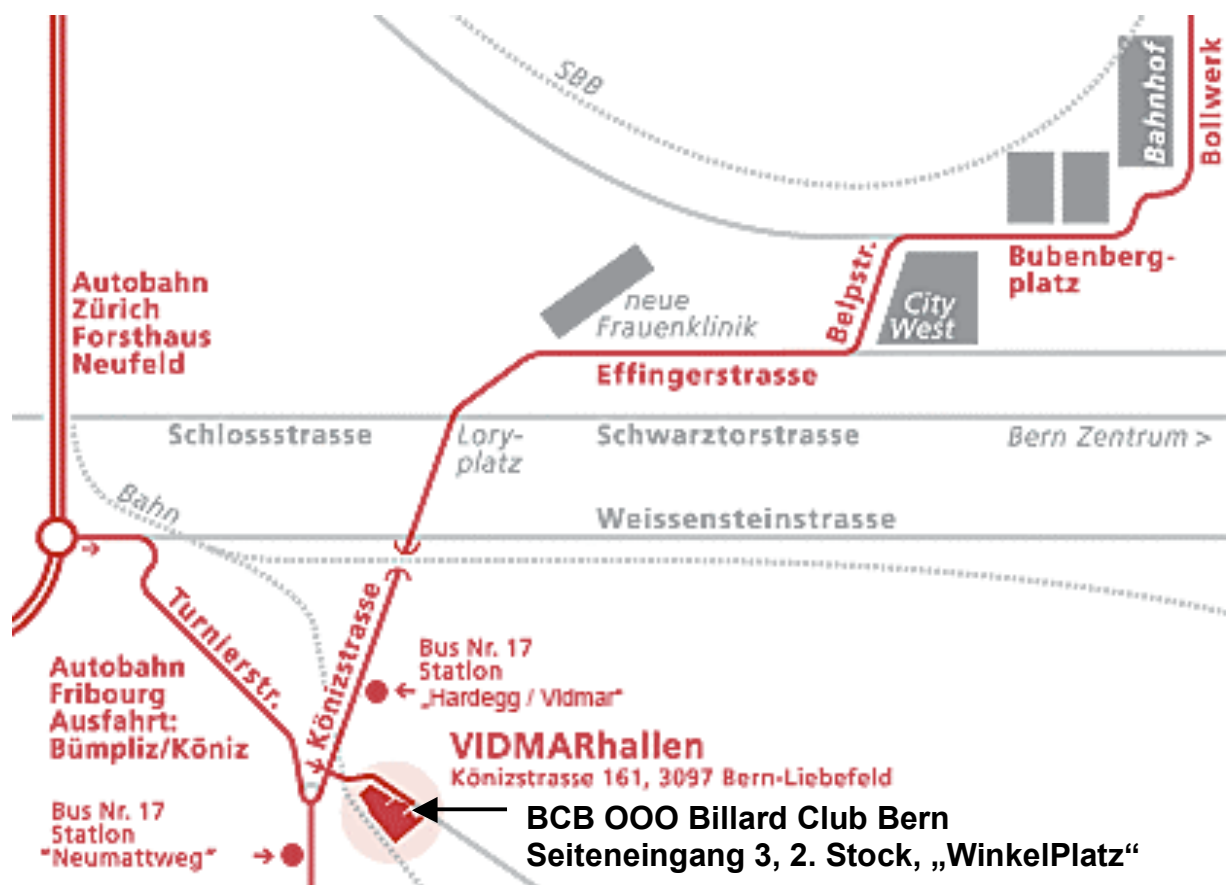 SBB
Bahnhof
Bollwerk
Autobahn
Zürich
Forsthaus
Neufeld
neue
Frauenklinik
Belpstr.
City
West
Bubenberg-
platz
Effingerstrasse
Schlossstrasse
Lory-
platz
Schwarztorstrasse
Bern Zentrum >
Bahn
Weissensteinstrasse
Turnierstr.
Könizstrasse
Autobahn
Fribourg
Ausfahrt:
Bümpliz/Köniz
Bus Nr. 17
Station
„Hardegg / Vidmar"
VIDMARhallen
Könizstrasse 161, 3097 Bern-Liebefeld
Bus Nr. 17
Station
"Neumattweg"
BCB OOO Billard Club Bern
Seiteneingang 3, 2. Stock, „WinkelPlatz“